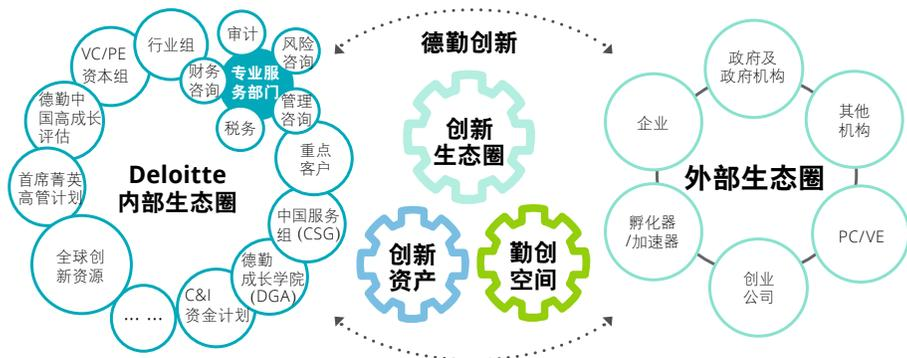 德勤创新
VC/PE
资本组
行业组
审计
风险
咨询
财务
咨询
专业服
务部门
管理
咨询
税务
德勤中
国高成长
评估
首席菁英
高管计划
全球创
新资源
... ...
C&I
资金计划
德勤
成长学院
(DGA)
中国服务
组 (CSG)
重点
客户
Deloitte
内部生态圈
创新
生态圈
创新
资产
勤创
空间
政府及
政府机构
企业
其他
机构
外部生态圈
孵化器
/加速器
PC/VE
创业
公司